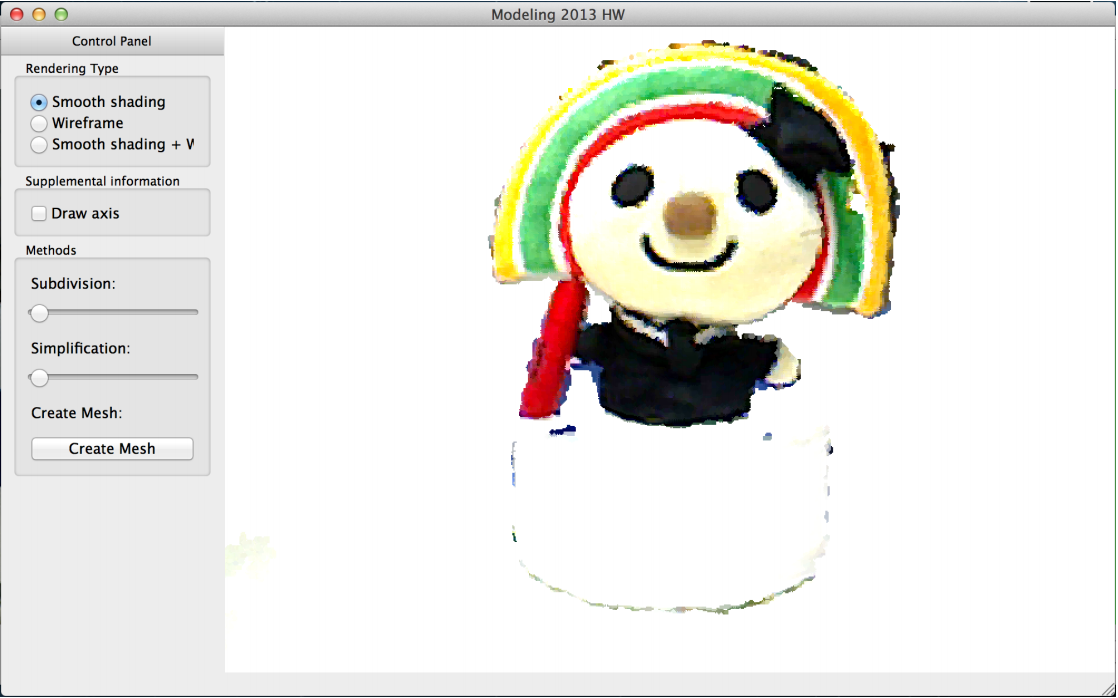 Modeling 2013 HW
Control Panel
Rendering Type
Smooth shading
Wireframe
Smooth shading + W
Supplemental information
Draw axis
Methods
Subdivision:
Simplification:
Create Mesh:
Create Mesh